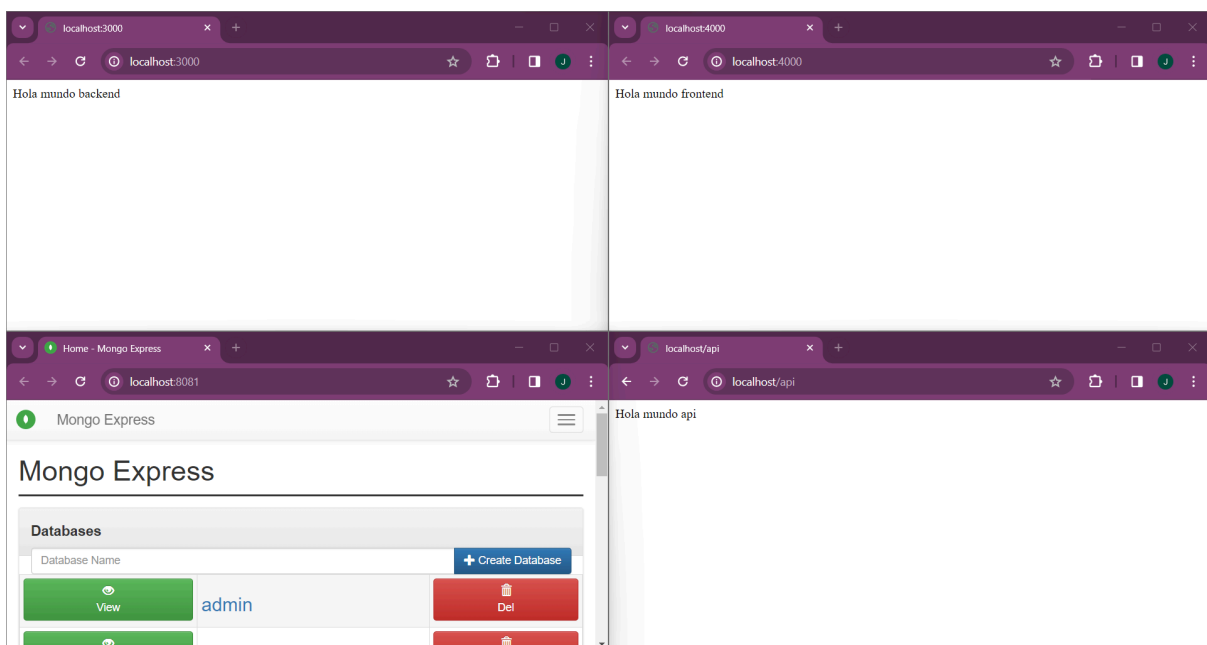 localhost:3000
localhost:3000
J
Hola mundo backend
localhost:4000
localhost:4000
J
Hola mundo frontend
Home - Mongo Express
localhost:8081
J
Mongo Express
Mongo Express
Databases
Database Name
Create Database
View
admin
Del
localhost/api
localhost/api
J
Hola mundo api